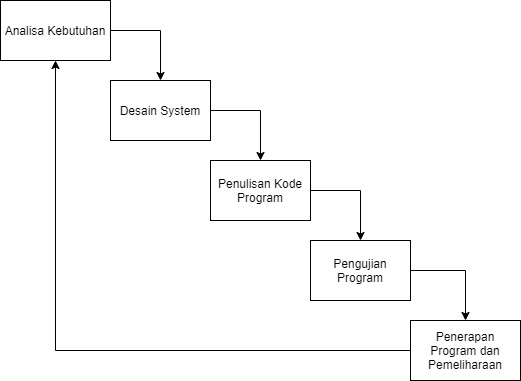 Analisa Kebutuhan
Desain System
Penulisan Kode
Program
Pengujian
Program
Penerapan
Program dan
Pemeliharaan